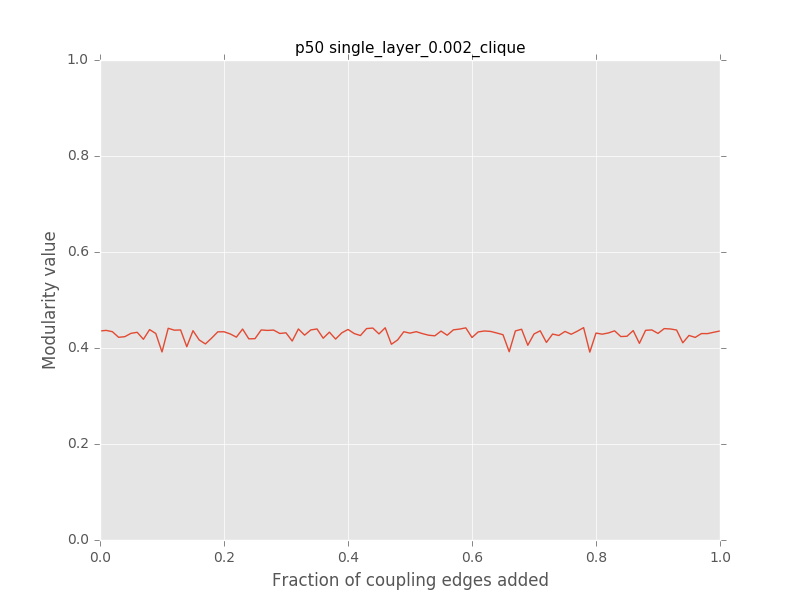 p50 single_layer_0.002_clique
1.0
0.8
0.6
0.4
0.2
0.0
Modularity value
0.0 0.2 0.4 0.6 0.8 1.0
Fraction of coupling edges added